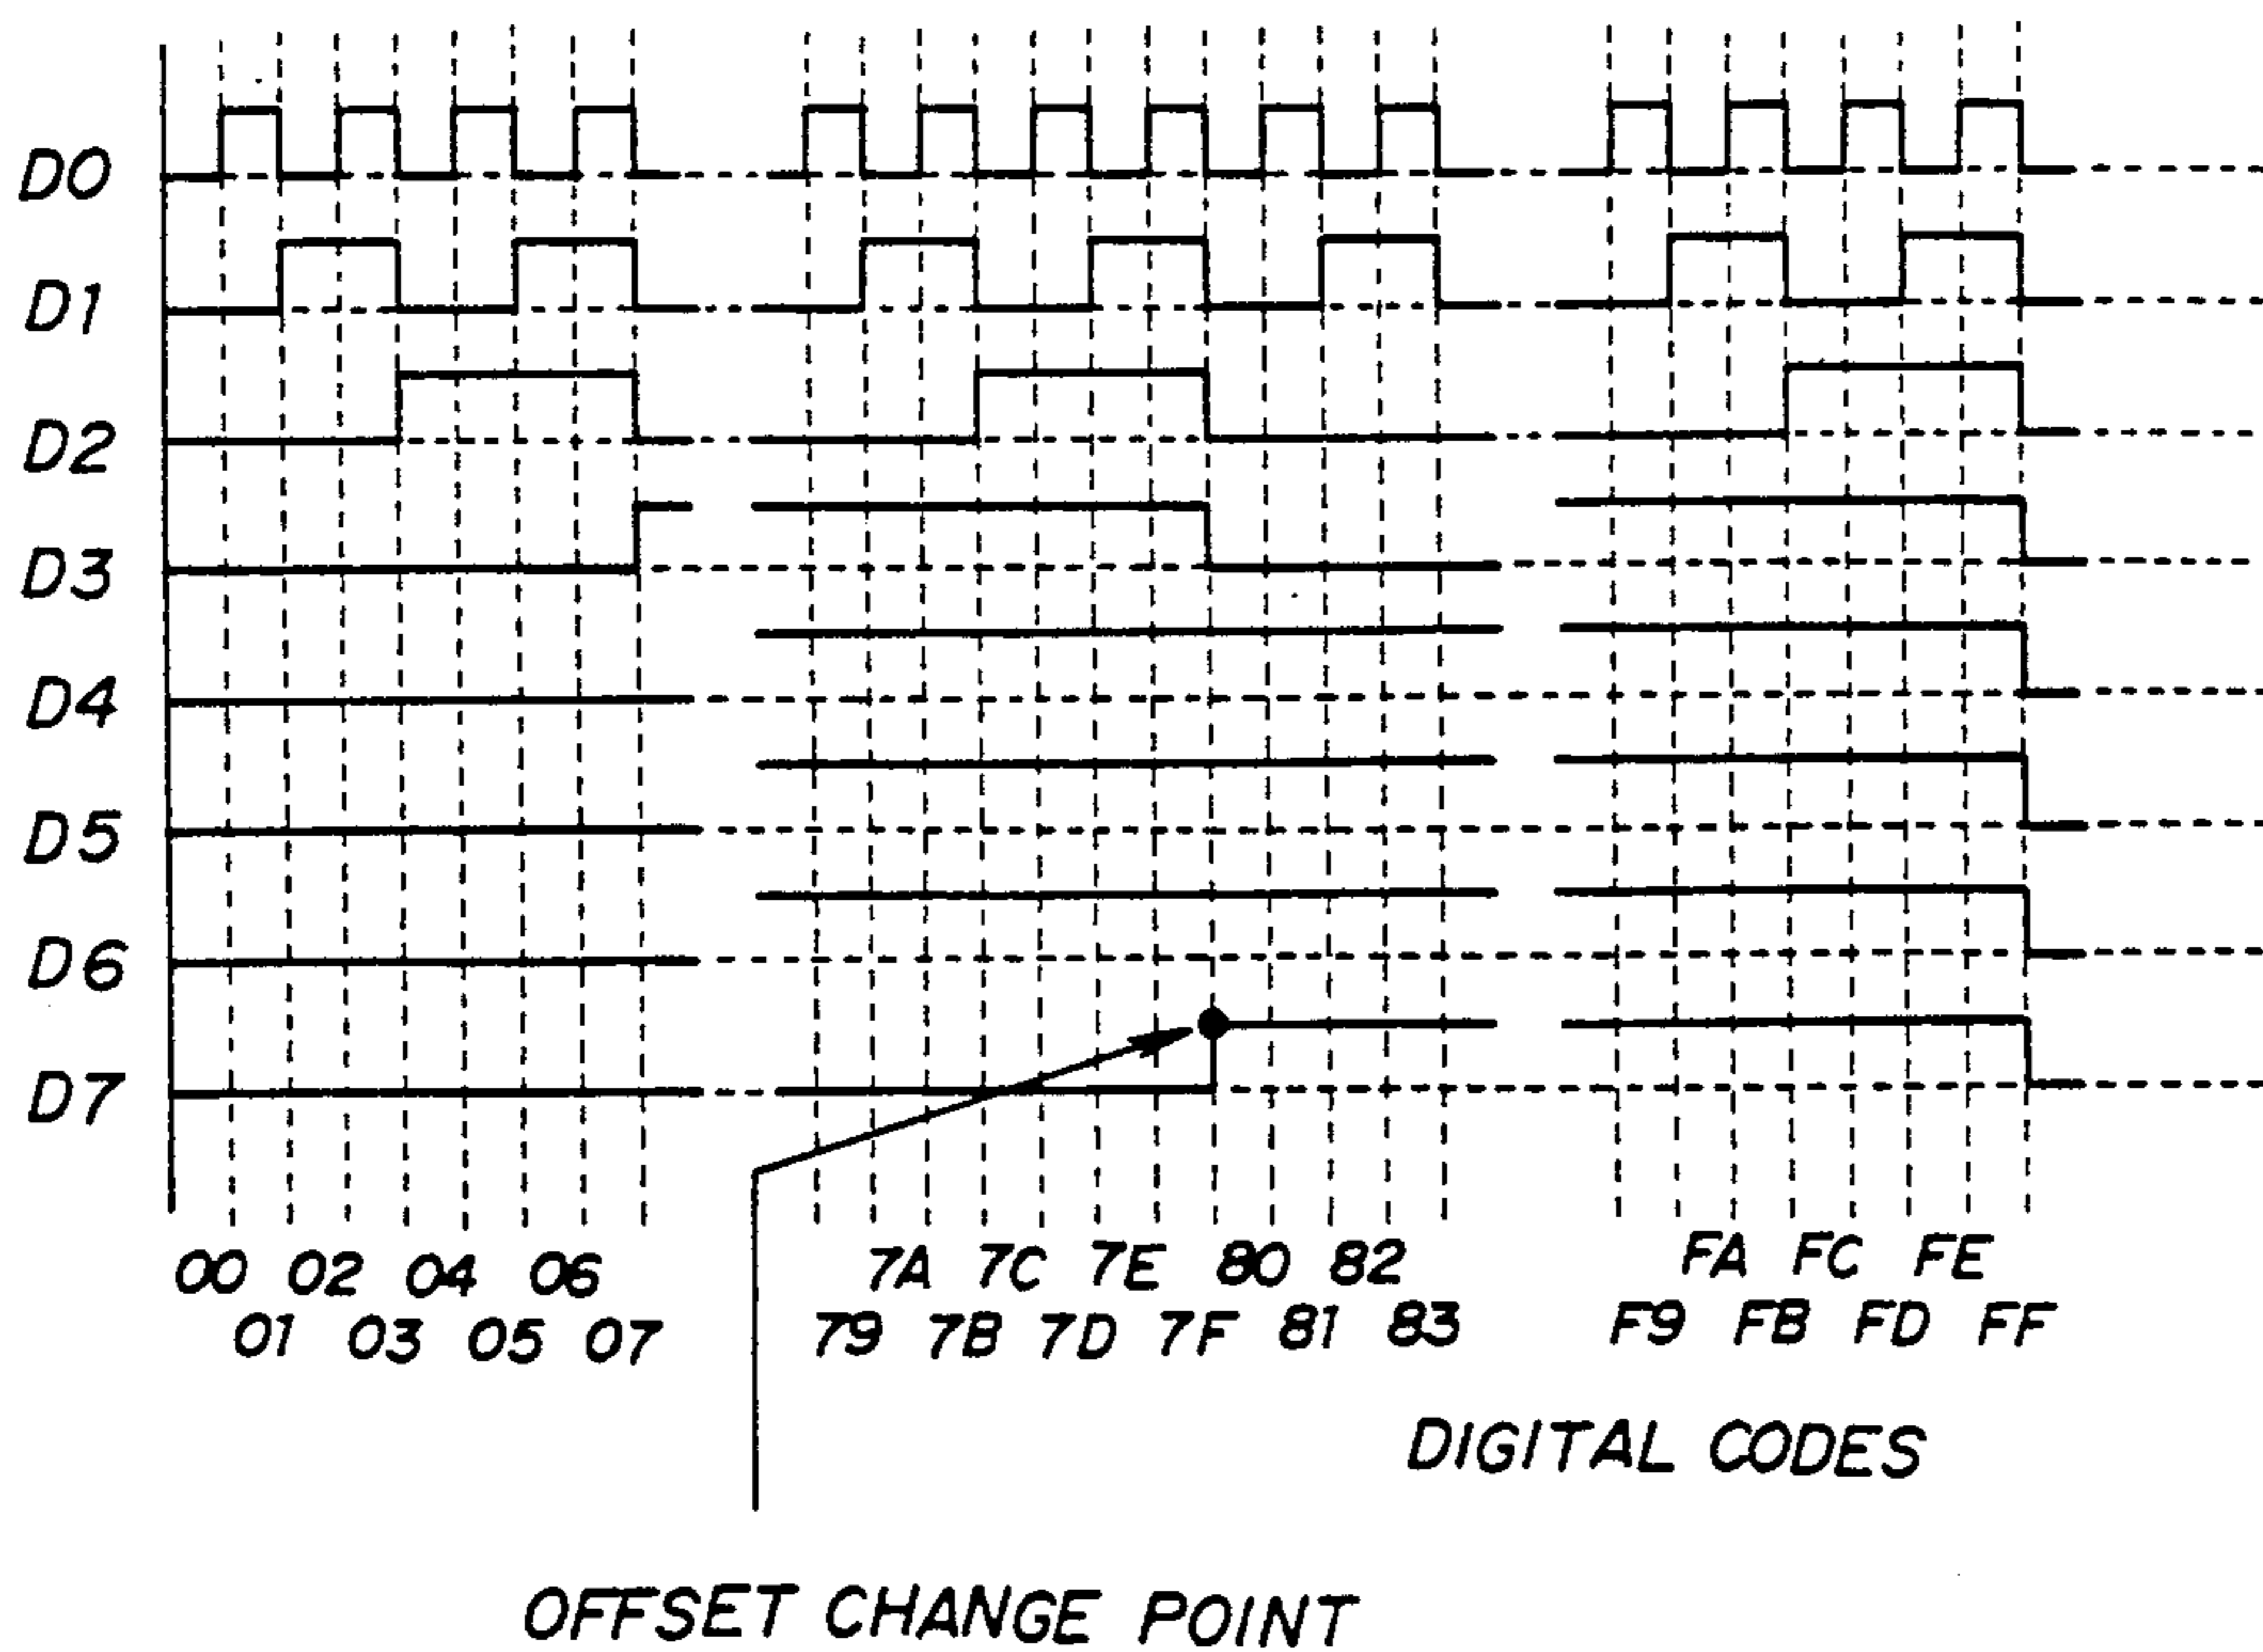 D0
D1
D2
D3
D4
D5
D6
D7
00 02 04 06 7A 7C 7E 80 82 FA FC FE
01 03 05 07 79 7B 7D 7F 81 83 F9 FB FD FF
DIGITAL CODES
OFFSET CHANGE POINT